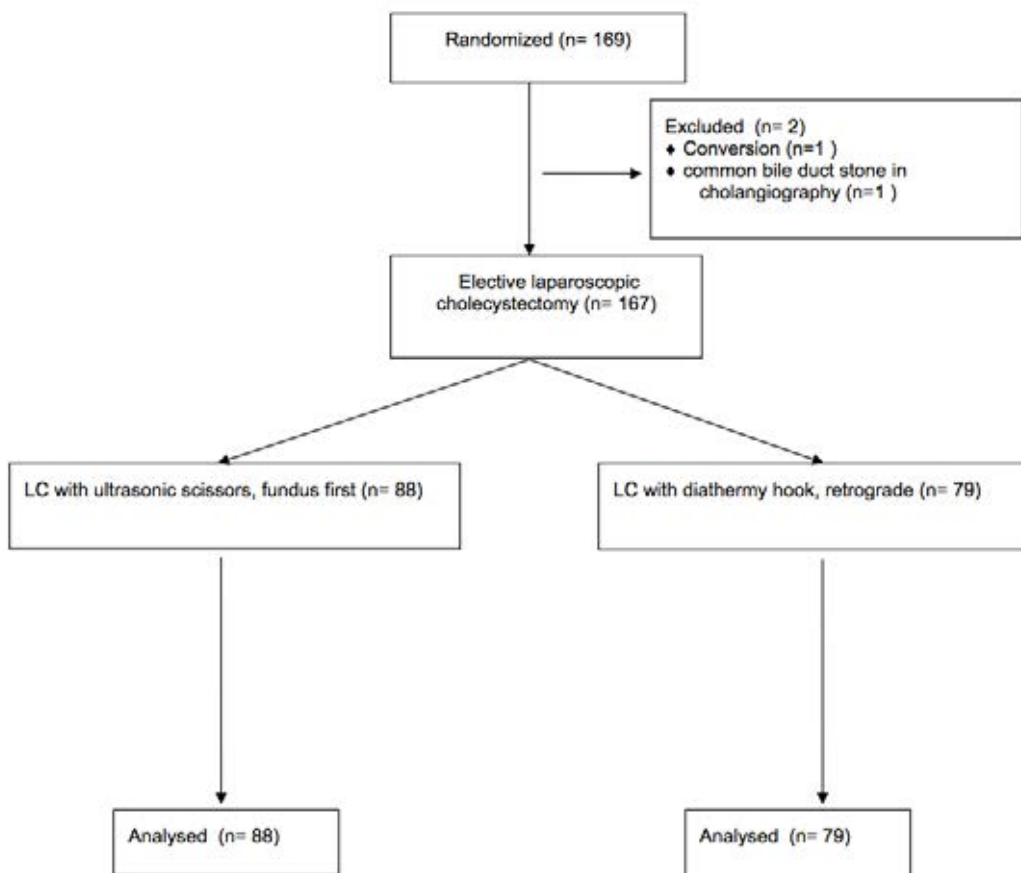 Randomized (n= 169)
Excluded (n= 2)
♦ Conversion (n=1 )
♦ common bile duct stone in
cholangiography (n=1 )
Elective laparoscopic
cholecystectomy (n= 167)
LC with ultrasonic scissors, fundus first (n= 88)
LC with diathermy hook, retrograde (n= 79)
Analysed (n= 88)
Analysed (n= 79)